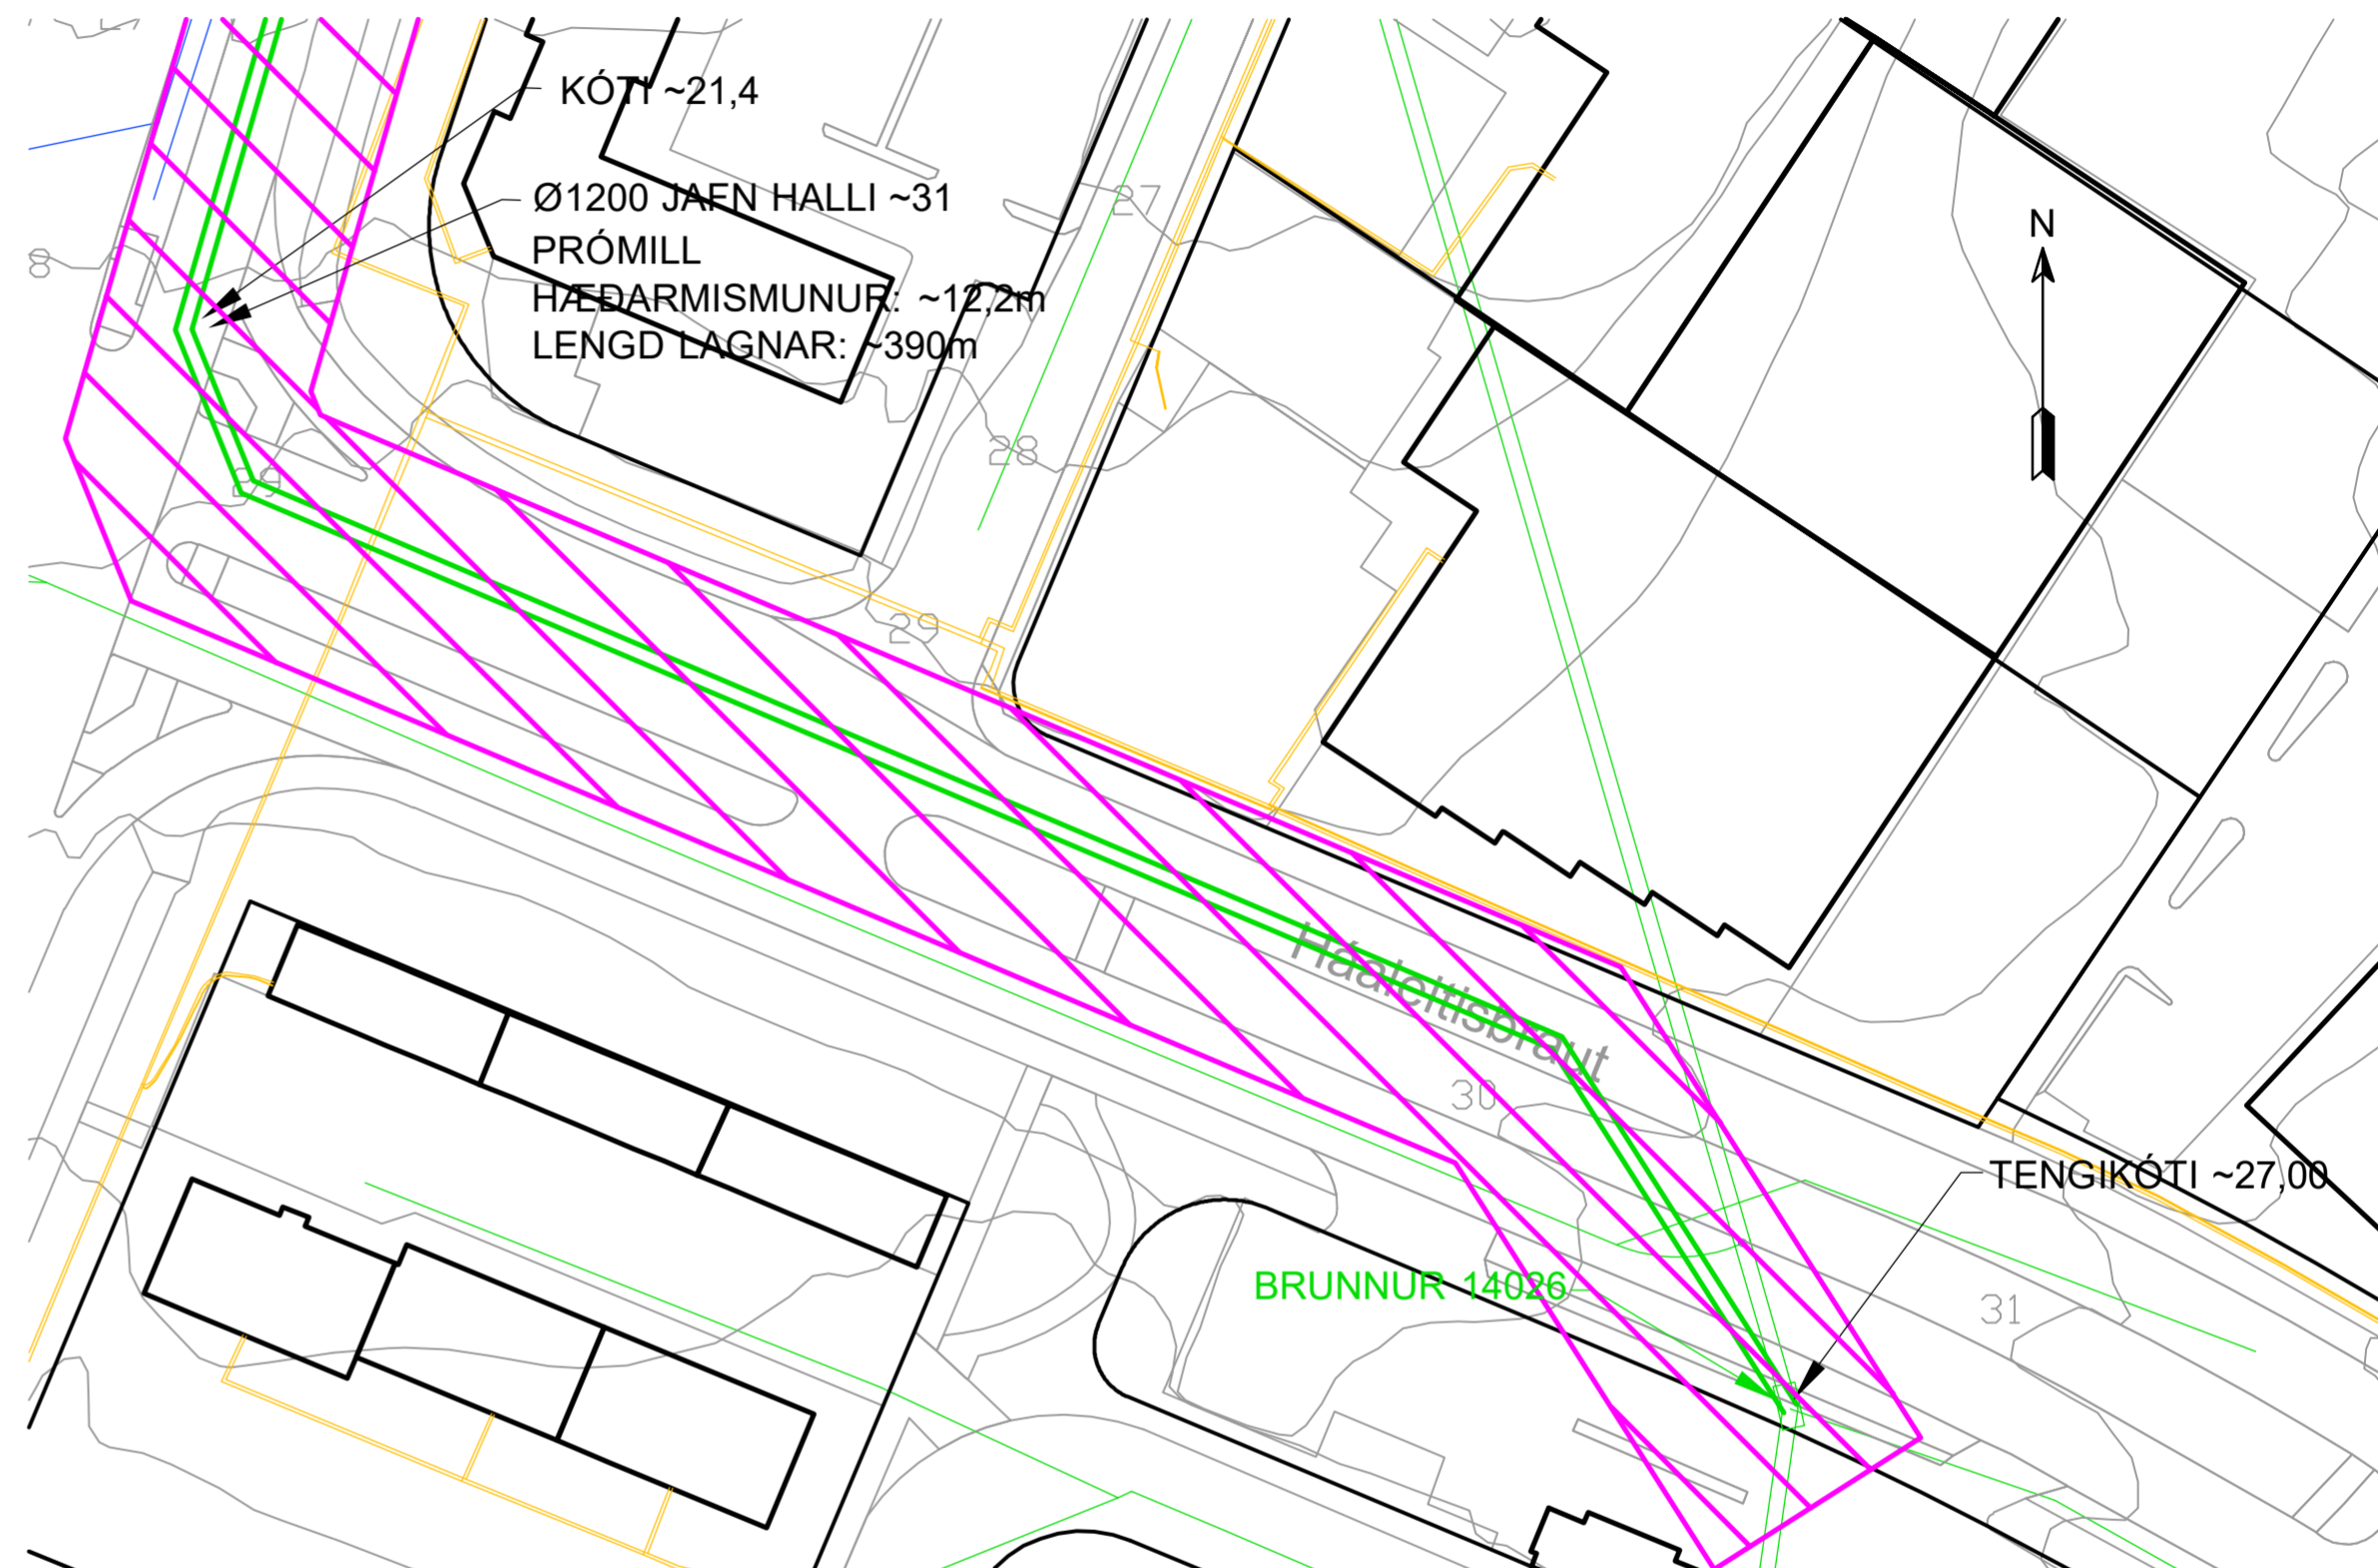 KÓTI ~21,4
Ø1200 JAFN HALLI ~31
PRÓMILL
HÆÐARMISMUNUR: ~12,2m
LENGD LAGNAR: ~390m
27
N
8
28
29
29
Háaleitisbraut
30
TENGIKÓTI ~27,00
BRUNNUR 14026
31